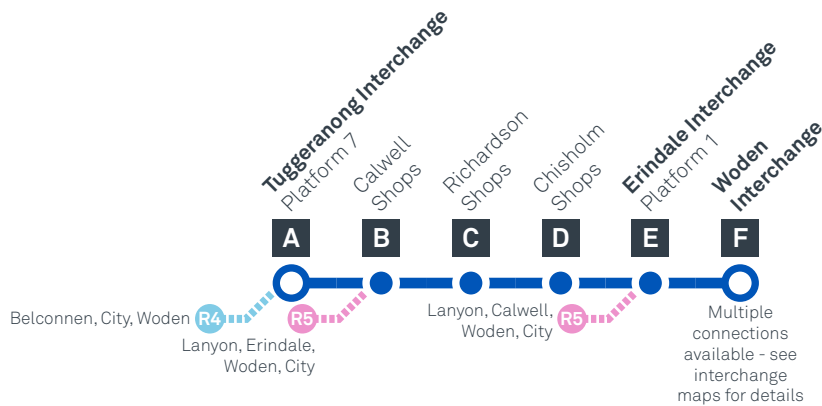 Tuggeranong Interchange
Platform 7
Calwell
Shops
Richardson
Shops
Chisholm
Shops
Erindale Interchange
Platform 1
Woden
Interchange
A
B
C
D
E
F
Belconnen, City, Woden R4
R5
Lanyon, Erindale,
Woden, City
Lanyon, Calwell,
Woden, City
R5
Multiple
connections
available - see
interchange
maps for details